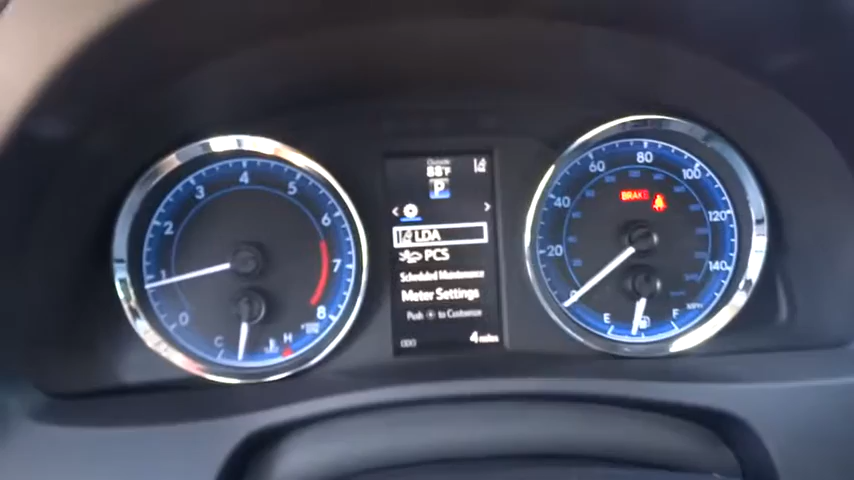 Outside
88°F
P
< >
LDA
PCS
Scheduled Maintenance
Meter Settings
Push to Customize
000 4 miles
0 1 2 3 4 5 6 7 8
C H
BRAKE
20 40 60 80 100 120 140
MPH
E F